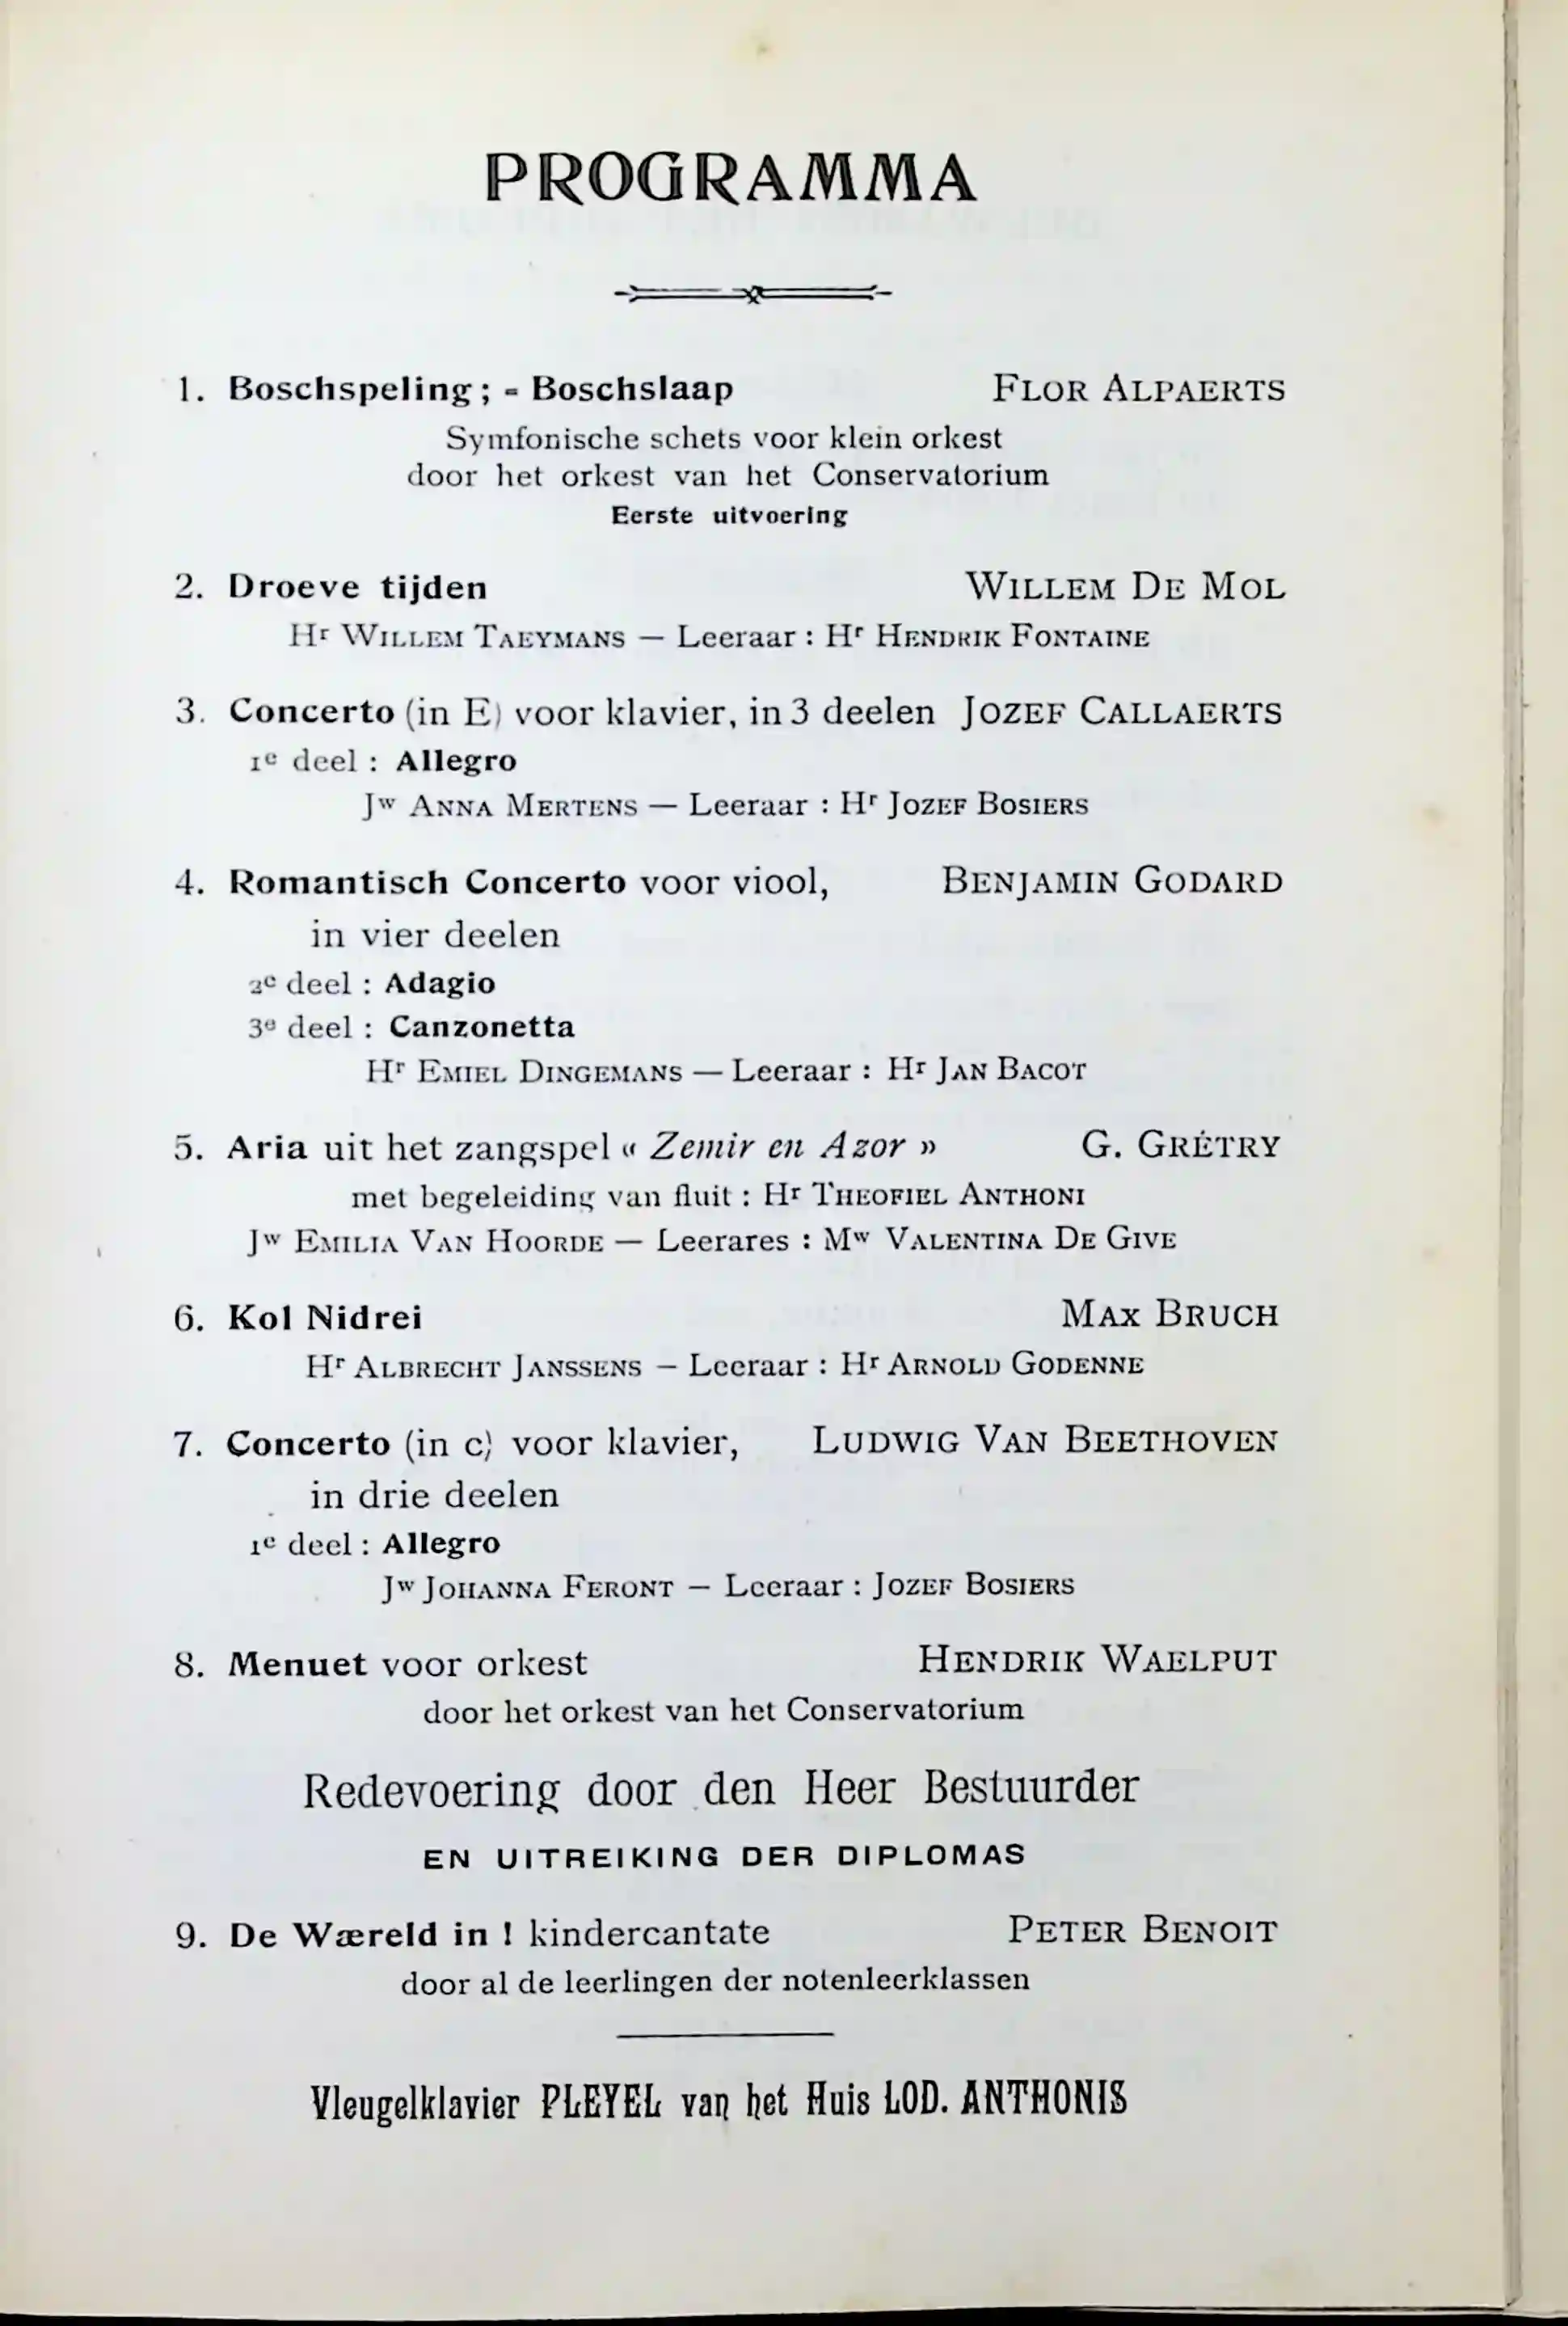 PROGRAMMA
1. Boschspeling ; - Boschslaap FLOR ALPAERTS
Symfonische schets voor klein orkest
door het orkest van het Conservatorium
Eerste uitvoering
2. Droeve tijden WILLEM DE MOL
Hr WILLEM TAEYMANS — Leeraar : Hr HENDRIK FONTAINE
3. Concerto (in E) voor klavier, in 3 deelen JOZEF CALLAERTS
1e deel : Allegro
Jw ANNA MERTENS — Leeraar : Hr JOZEF BOSIERS
4. Romantisch Concerto voor viool, BENJAMIN GODARD
in vier deelen
2e deel : Adagio
3e deel : Canzonetta
Hr EMIEL DINGEMANS — Leeraar : Hr JAN BACOT
5. Aria uit het zangspel « Zemir en Azor » G. GRÉTRY
met begeleiding van fluit : Hr THEOFIEL ANTHONI
Jw EMILIA VAN HOORDE — Leerares : Mw VALENTINA DE GIVE
6. Kol Nidrei MAX BRUCH
Hr ALBRECHT JANSSENS — Leeraar : Hr ARNOLD GODENNE
7. Concerto (in c) voor klavier, LUDWIG VAN BEETHOVEN
in drie deelen
1e deel : Allegro
Jw JOHANNA FERONT — Leeraar : JOZEF BOSIERS
8. Menuet voor orkest HENDRIK WAELPUT
door het orkest van het Conservatorium
Redevoering door den Heer Bestuurder
EN UITREIKING DER DIPLOMAS
9. De Wæreld in ! kindercantate PETER BENOIT
door al de leerlingen der notenleerklassen
Vleugelklavier PLEYEL van het Huis LOD. ANTHONIS